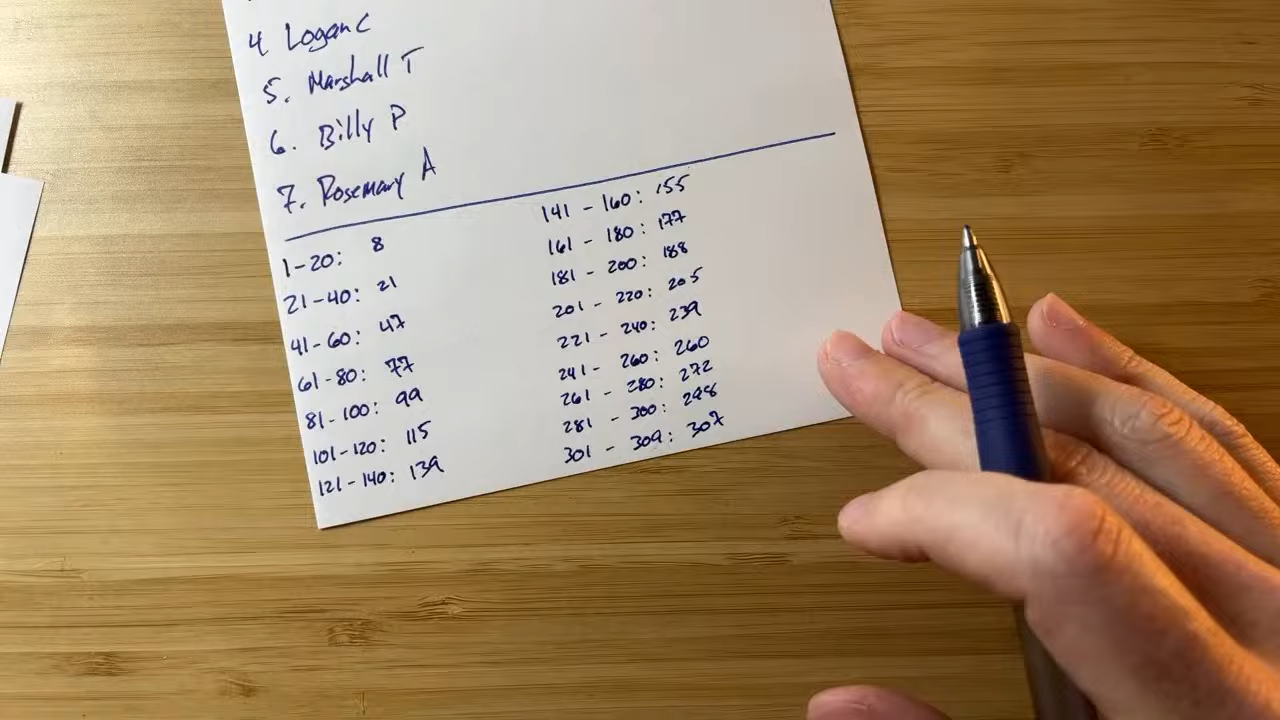 4 Logan C
5. Marshall T
6. Billy P
7. Rosemary A
1-20: 8
21-40: 21
41-60: 47
61-80: 77
81-100: 99
101-120: 115
121-140: 139
141 - 160: 155
161 - 180: 177
181 - 200: 188
201 - 220: 205
221 - 240: 239
241 - 260: 260
261 - 280: 272
281 - 300: 298
301 - 309: 307